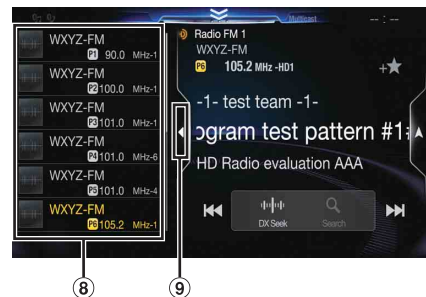 Multicast
-- : --
WXYZ-FM
P1 90.0 MHz-1
WXYZ-FM
P2 100.0 MHz-1
WXYZ-FM
P3 101.0 MHz-1
WXYZ-FM
P4 101.0 MHz-6
WXYZ-FM
P5 101.0 MHz-4
WXYZ-FM
P6 105.2 MHz-1
Radio FM 1
WXYZ-FM
P6 105.2 MHz -HD1
-1- test team -1-
ogram test pattern #1
HD Radio evaluation AAA
DX Seek
Search
8
9